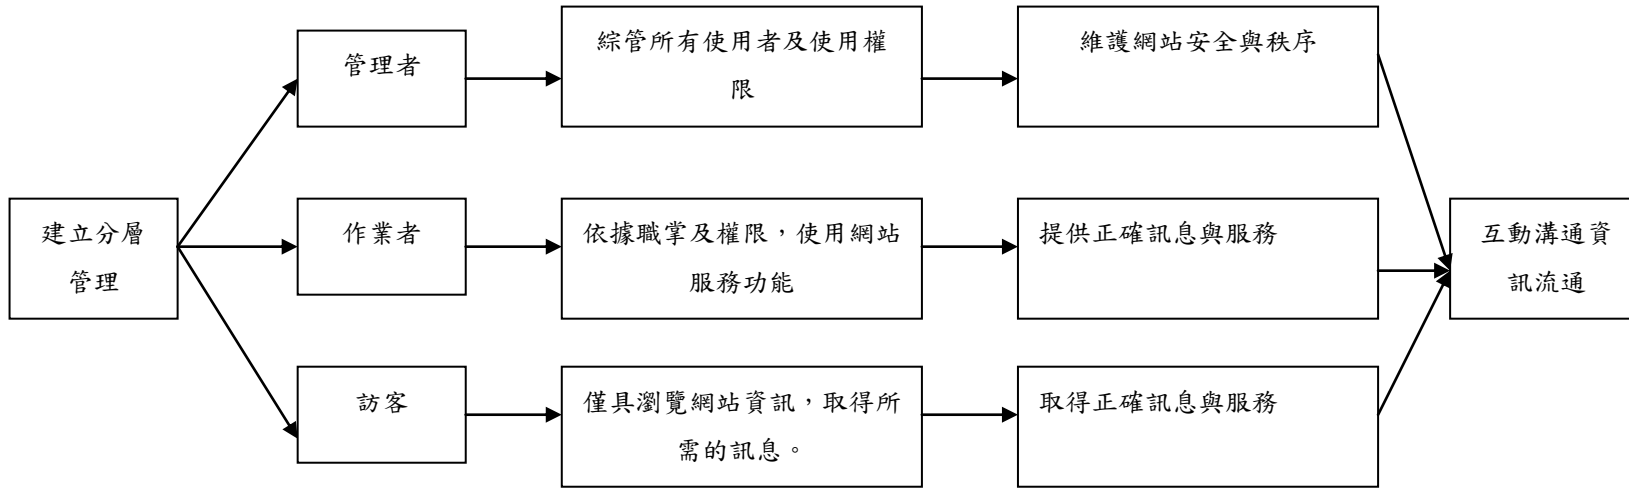 管理者
綜管所有使用者及使用權
限
維護網站安全與秩序
建立分層
管理
作業者
依據職掌及權限，使用網站
服務功能
提供正確訊息與服務
互動溝通資
訊流通
訪客
僅具瀏覽網站資訊，取得所
需的訊息。
取得正確訊息與服務